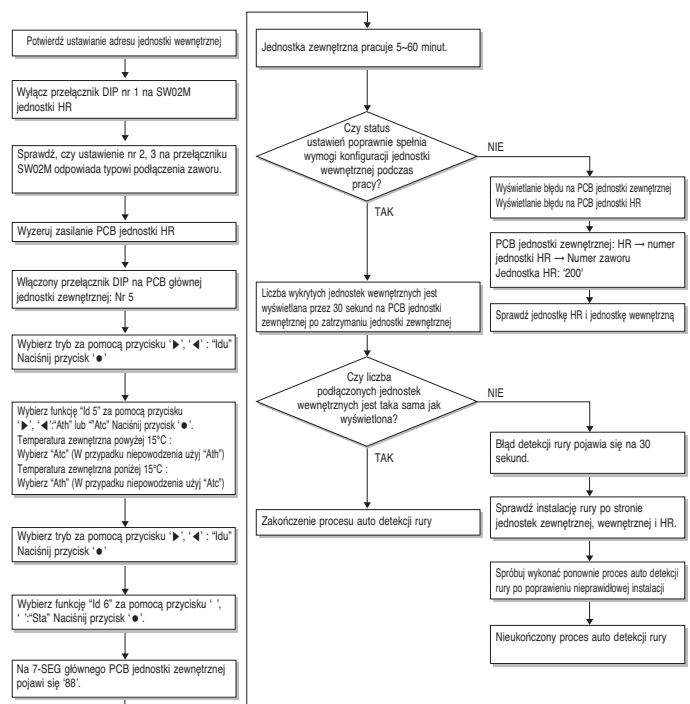 Potwierdź ustawianie adresu jednostki wewnętrznej
Wyłącz przełącznik DIP nr 1 na SW02M
jednostki HR
Sprawdź, czy ustawienie nr 2, 3 na przełączniku
SW02M odpowiada typowi podłączenia zaworu.
Wyzeruj zasilanie PCB jednostki HR
Włączony przełącznik DIP na PCB głównej
jednostki zewnętrznej: Nr 5
Wybierz tryb za pomocą przycisku ‘▶’, ‘◀’ : “Idu”
Naciśnij przycisk ‘●’
Wybierz funkcję “Id 5” za pomocą przycisku
‘▶’, ‘◀’:“Ath” lub “”Atc” Naciśnij przycisk ‘●’.
Temperatura zewnętrzna powyżej 15°C :
Wybierz “Atc” (W przypadku niepowodzenia użyj “Ath”)
Temperatura zewnętrzna poniżej 15°C :
Wybierz “Ath” (W przypadku niepowodzenia użyj “Atc”)
Wybierz tryb za pomocą przycisku ‘▶’, ‘◀’ : “Idu”
Naciśnij przycisk ‘●’
Wybierz funkcję “Id 6” za pomocą przycisku ‘ ’,
‘ ’:“Sta” Naciśnij przycisk ‘●’.
Na 7-SEG głównego PCB jednostki zewnętrznej
pojawi się ‘88’.
Jednostka zewnętrzna pracuje 5~60 minut.
Czy status
ustawień poprawnie spełnia
wymogi konfiguracji jednostki
wewnętrznej podczas
pracy?
NIE
TAK
Wyświetlanie błędu na PCB jednostki zewnętrznej
Wyświetlanie błędu na PCB jednostki HR
PCB jednostki zewnętrznej: HR → numer
jednostki HR → Numer zaworu
Jednostka HR: ‘200’
Sprawdź jednostkę HR i jednostkę wewnętrzną
Liczba wykrytych jednostek wewnętrznych jest
wyświetlana przez 30 sekund na PCB jednostki
zewnętrznej po zatrzymaniu jednostki zewnętrznej
Czy liczba
podłączonych jednostek
wewnętrznych jest taka sama jak
wyświetlona?
NIE
TAK
Zakończenie procesu auto detekcji rury
Błąd detekcji rury pojawia się na 30
sekund.
Sprawdź instalację rury po stronie
jednostek zewnętrznej, wewnętrznej i HR.
Spróbuj wykonać ponownie proces auto detekcji
rury po poprawieniu nieprawidłowej instalacji
Nieukończony proces auto detekcji rury